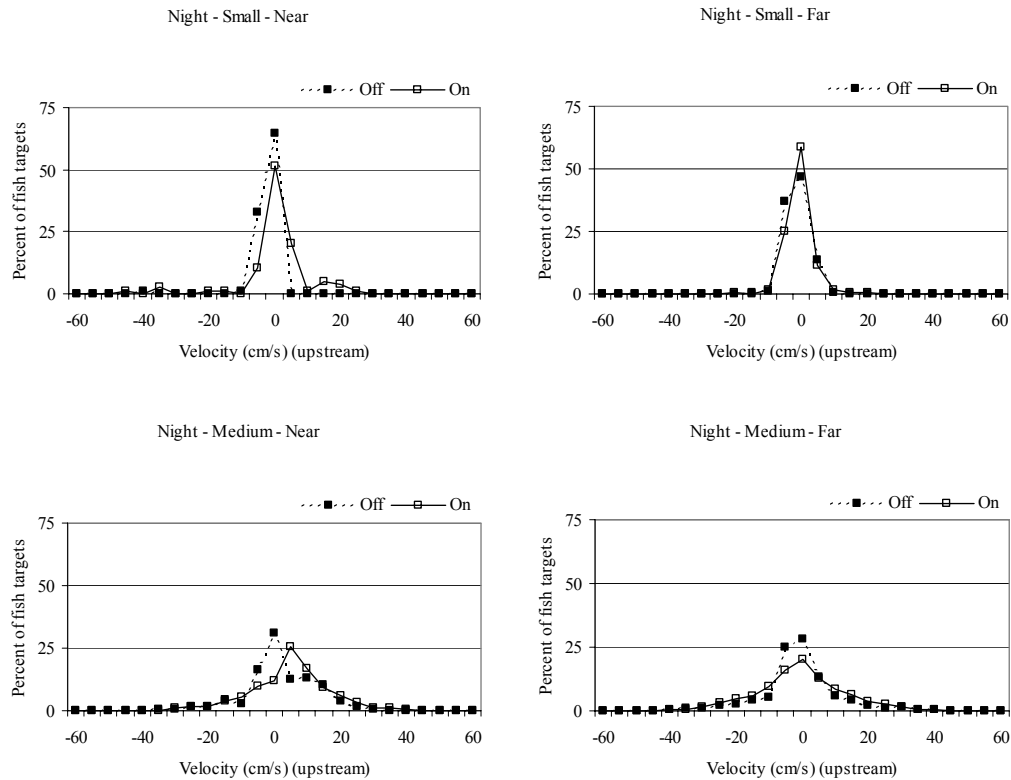 Night - Small - Near
Off On
75
50
25
0
Percent of fish targets
-60 -40 -20 0 20 40 60
Velocity (cm/s) (upstream)
Night - Small - Far
Off On
75
50
25
0
Percent of fish targets
-60 -40 -20 0 20 40 60
Velocity (cm/s) (upstream)
Night - Medium - Near
Off On
75
50
25
0
Percent of fish targets
-60 -40 -20 0 20 40 60
Velocity (cm/s) (upstream)
Night - Medium - Far
Off On
75
50
25
0
Percent of fish targets
-60 -40 -20 0 20 40 60
Velocity (cm/s) (upstream)